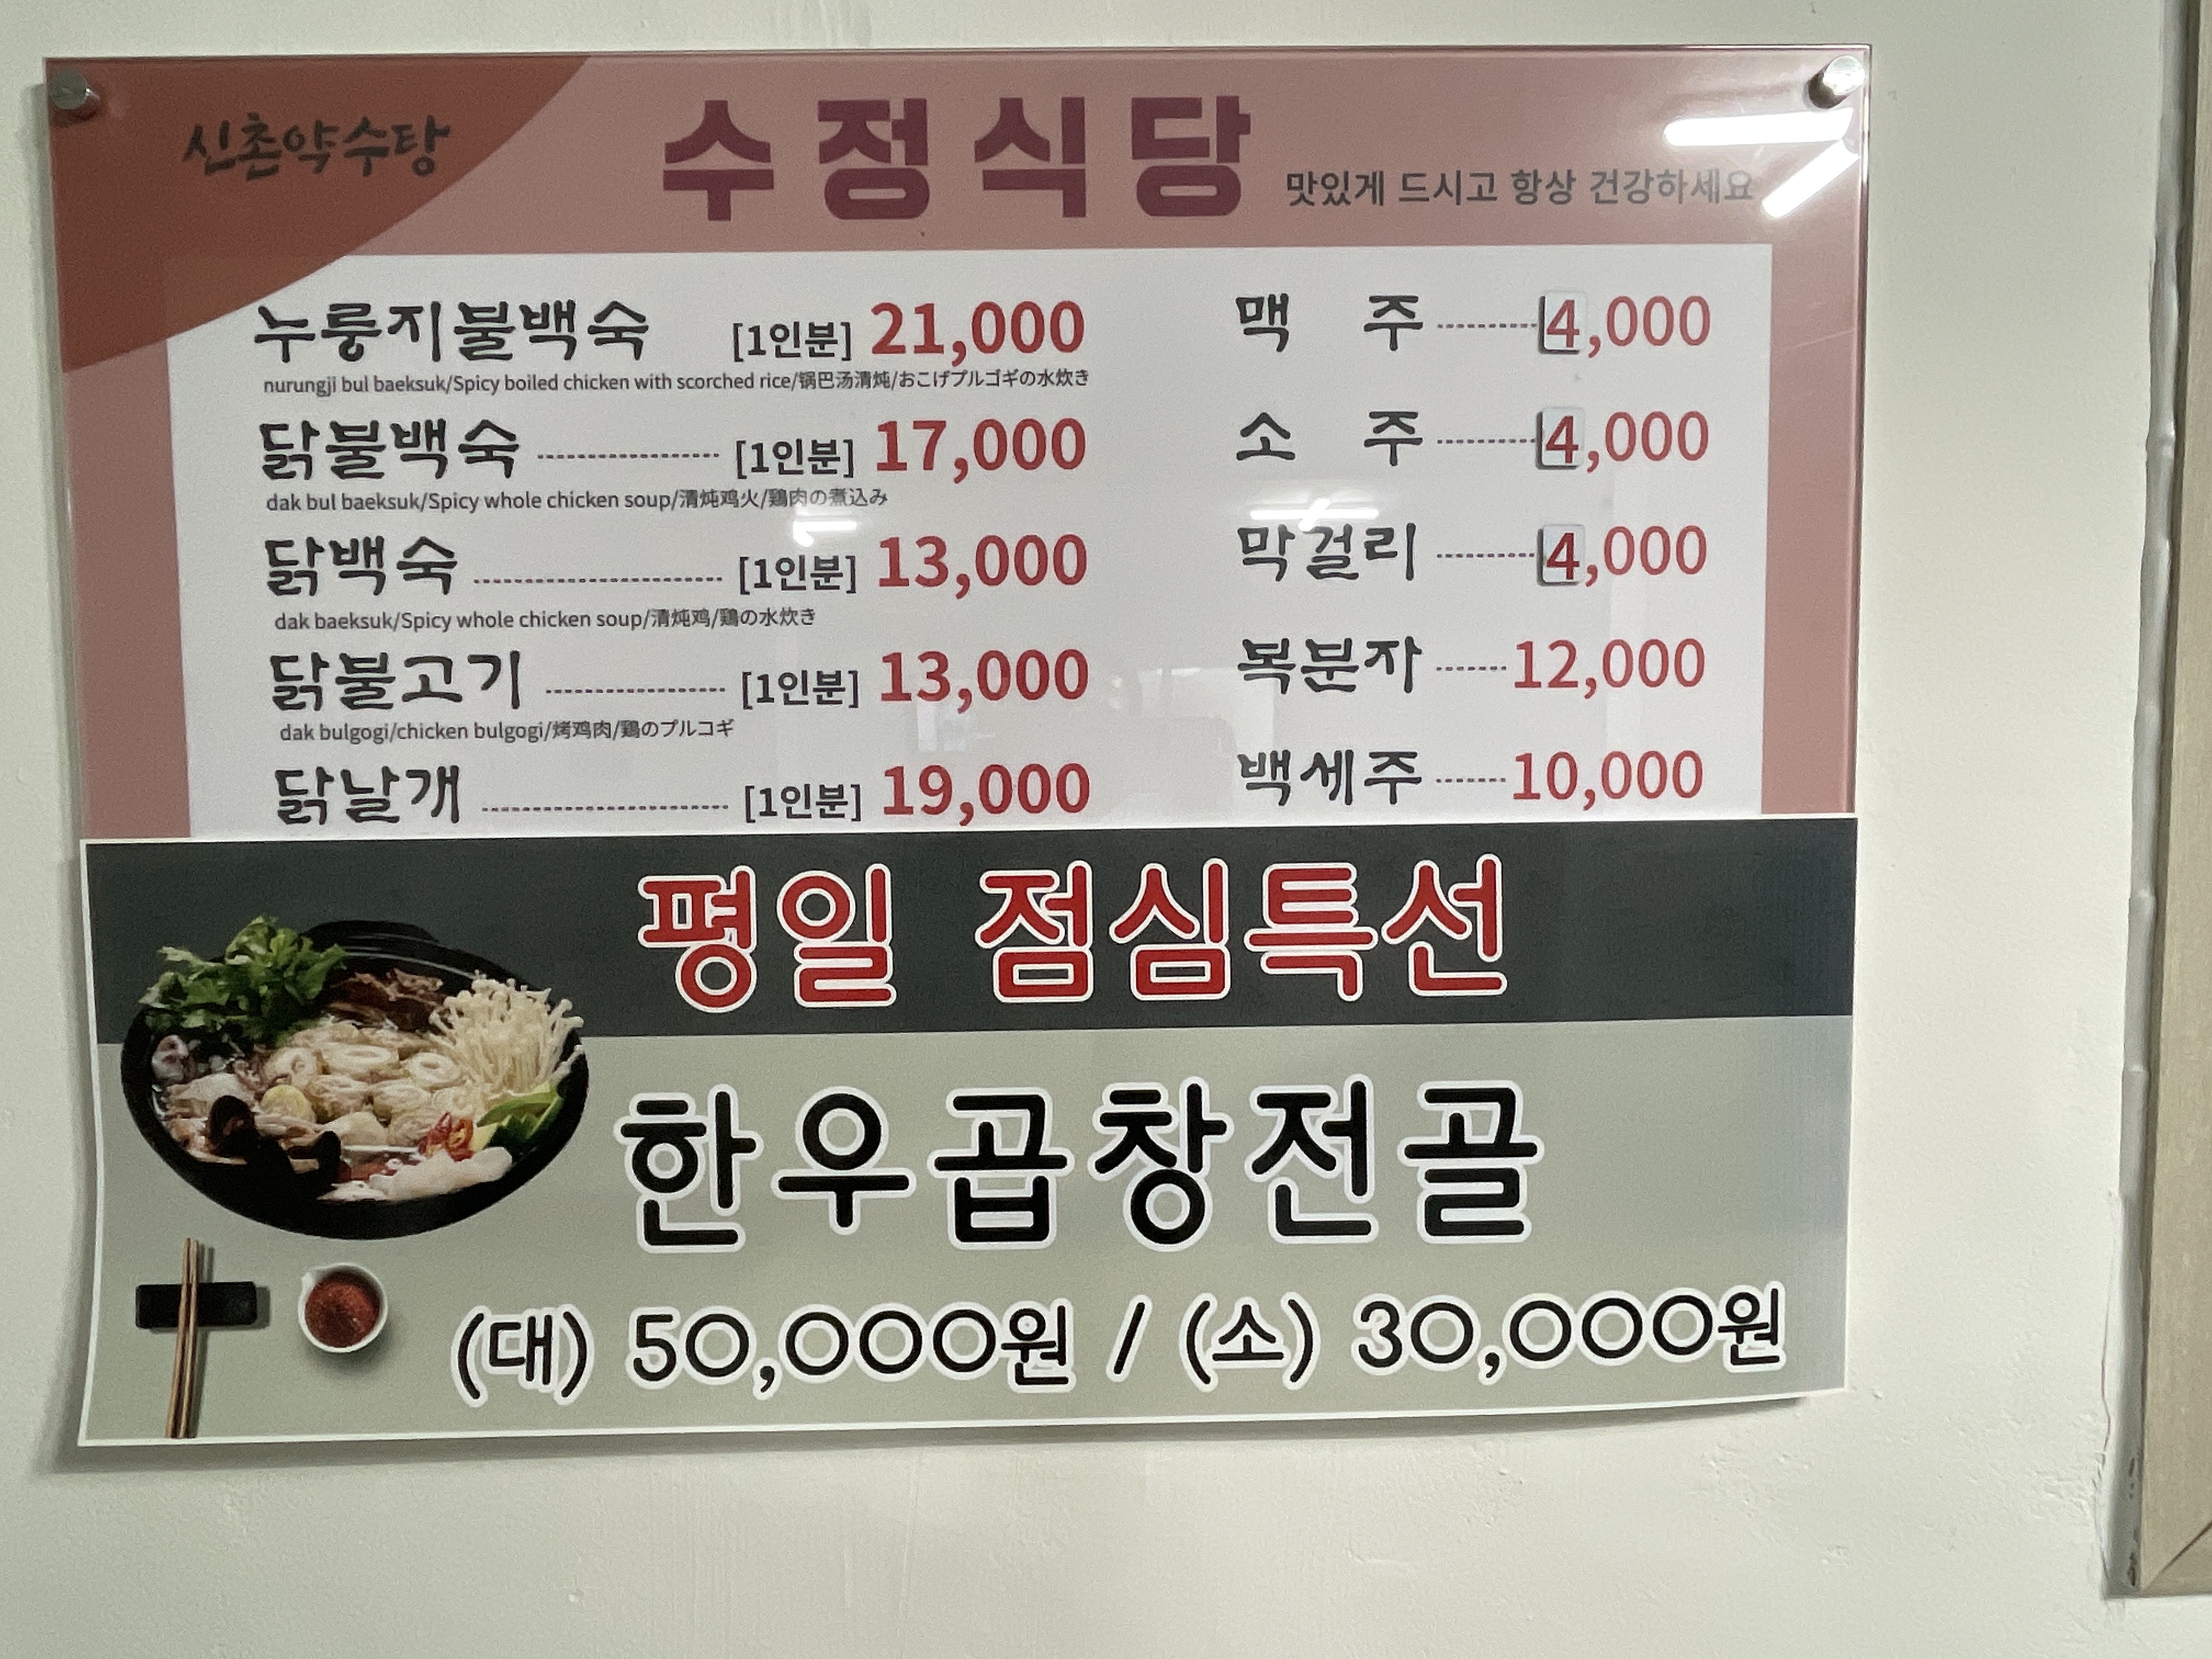 신촌약수탕
수정식당 맛있게 드시고 항상 건강하세요
누룽지불백숙 [1인분] 21,000
nurungji bul baeksuk/Spicy boiled chicken with scorched rice/锅巴汤清炖/おこげプルゴギの水炊き
닭불백숙 [1인분] 17,000
dak bul baeksuk/Spicy whole chicken soup/清炖鸡火/鶏肉の煮込み
닭백숙 [1인분] 13,000
dak baeksuk/Spicy whole chicken soup/清炖鸡/鶏の水炊き
닭불고기 [1인분] 13,000
dak bulgogi/chicken bulgogi/烤鸡肉/鶏のプルコギ
닭날개 [1인분] 19,000
맥 주 4,000
소 주 4,000
막걸리 4,000
복분자 12,000
백세주 10,000
평일 점심특선
한우곱창전골
(대) 50,000원 / (소) 30,000원